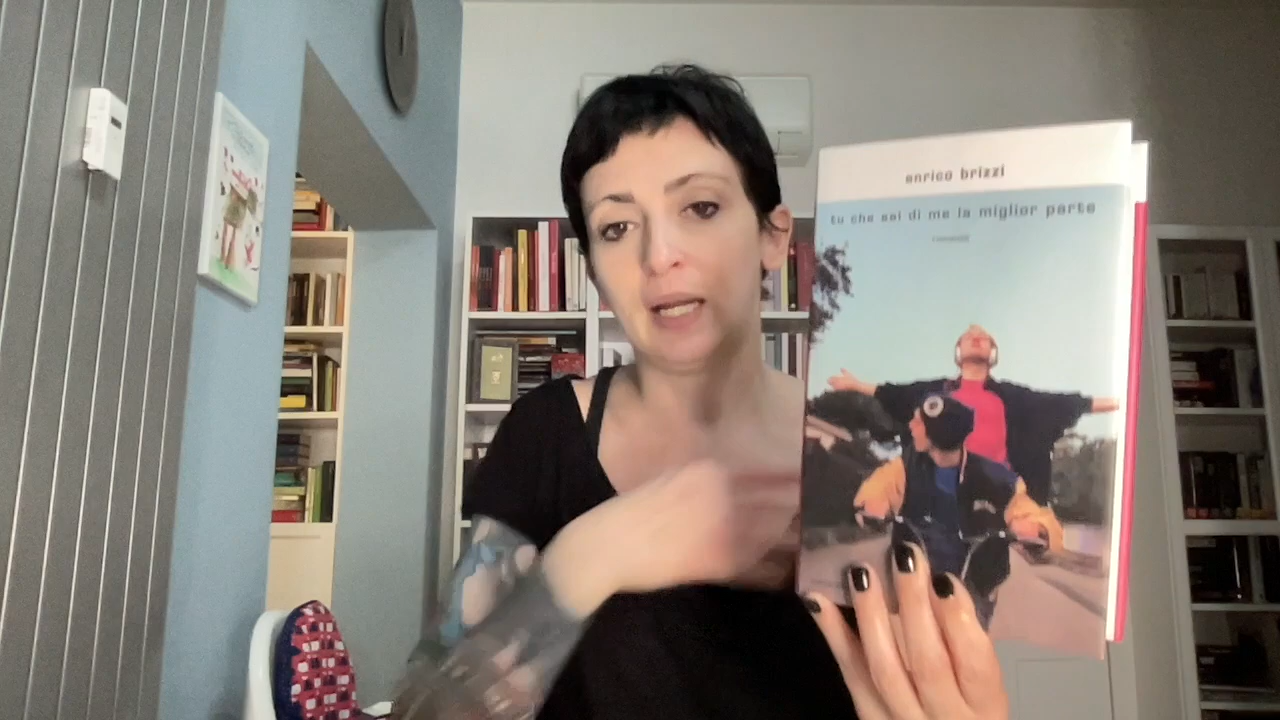 enrico brizzi
tu che sei di me la miglior parte
romanzo